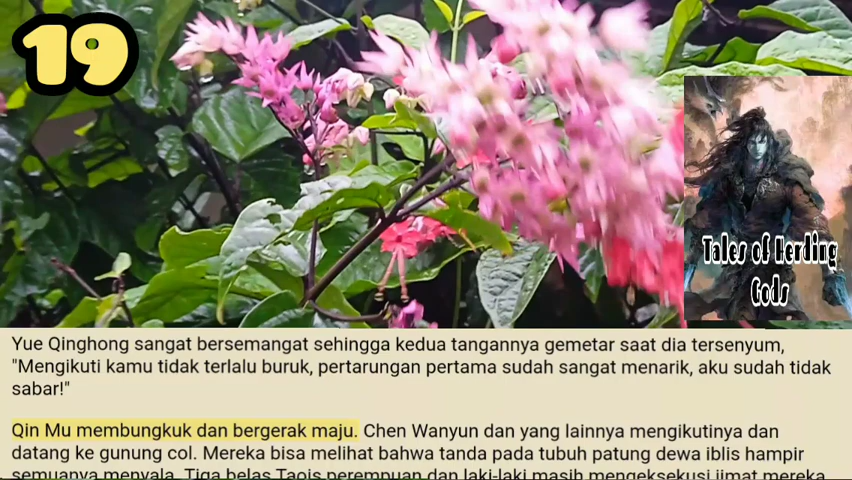 19
Tales of Herding
Gods
Yue Qinghong sangat bersemangat sehingga kedua tangannya gemetar saat dia tersenyum,
"Mengikuti kamu tidak terlalu buruk, pertarungan pertama sudah sangat menarik, aku sudah tidak
sabar!"
Qin Mu membungkuk dan bergerak maju. Chen Wanyun dan yang lainnya mengikutinya dan
datang ke gunung col. Mereka bisa melihat bahwa tanda pada tubuh patung dewa iblis hampir
semuanya menyala. Tiga belas Taois perempuan dan laki-laki masih mengeksekusi jimat mereka